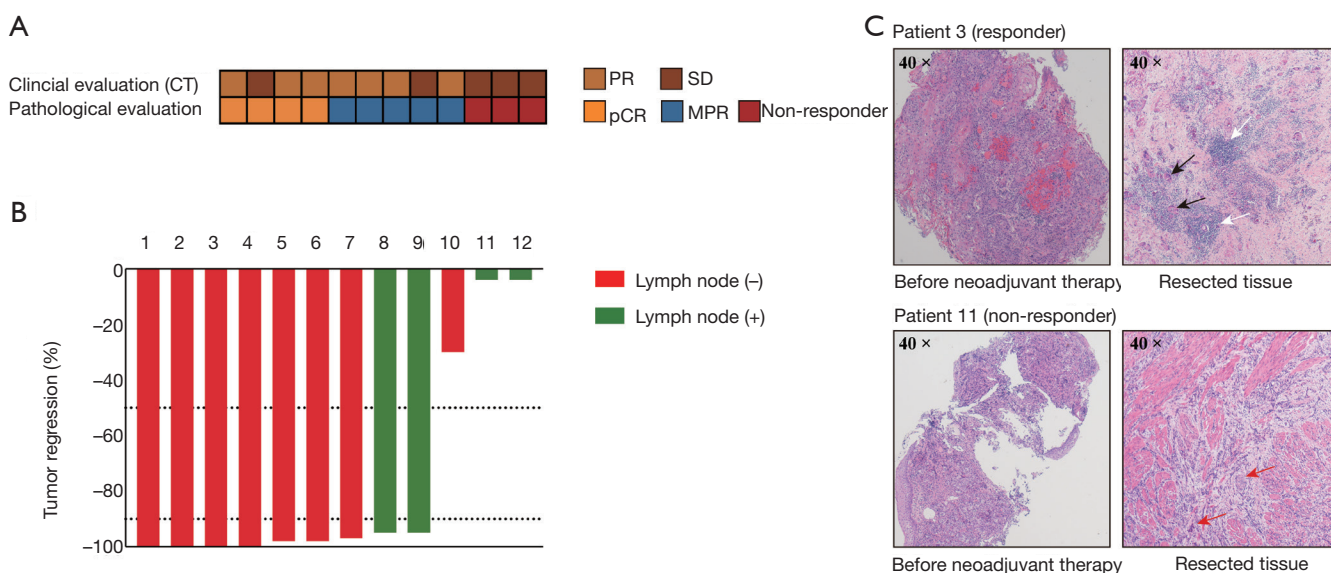 A
Clincial evaluation (CT)
Pathological evaluation
PR
SD
pCR
MPR
Non-responder
B
1 2 3 4 5 6 7 8 9 10 11 12
0
−20
−40
−60
−80
−100
Tumor regression (%)
Lymph node (−)
Lymph node (+)
C
Patient 3 (responder)
40 ×
40 ×
Before neoadjuvant therapy
Resected tissue
Patient 11 (non-responder)
40 ×
40 ×
Before neoadjuvant therapy
Resected tissue